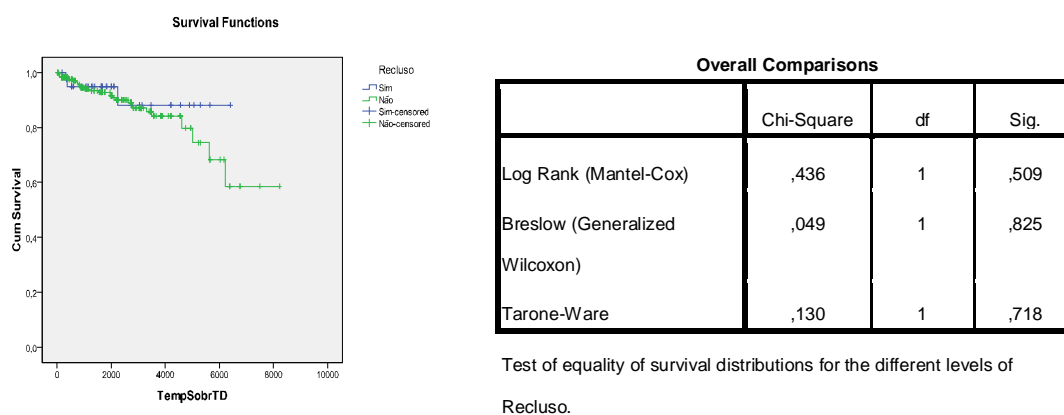 Survival Functions
Recluso
Sim
Não
Sim-censored
Não-censored
1,0
0,8
0,6
0,4
0,2
0,0
Cum Survival
0
2000
4000
6000
8000
10000
TempSobrTD
Overall Comparisons
Chi-Square df Sig.
Log Rank (Mantel-Cox) ,436 1 ,509
Breslow (Generalized ,049 1 ,825
Wilcoxon)
Tarone-Ware ,130 1 ,718
Test of equality of survival distributions for the different levels of
Recluso.